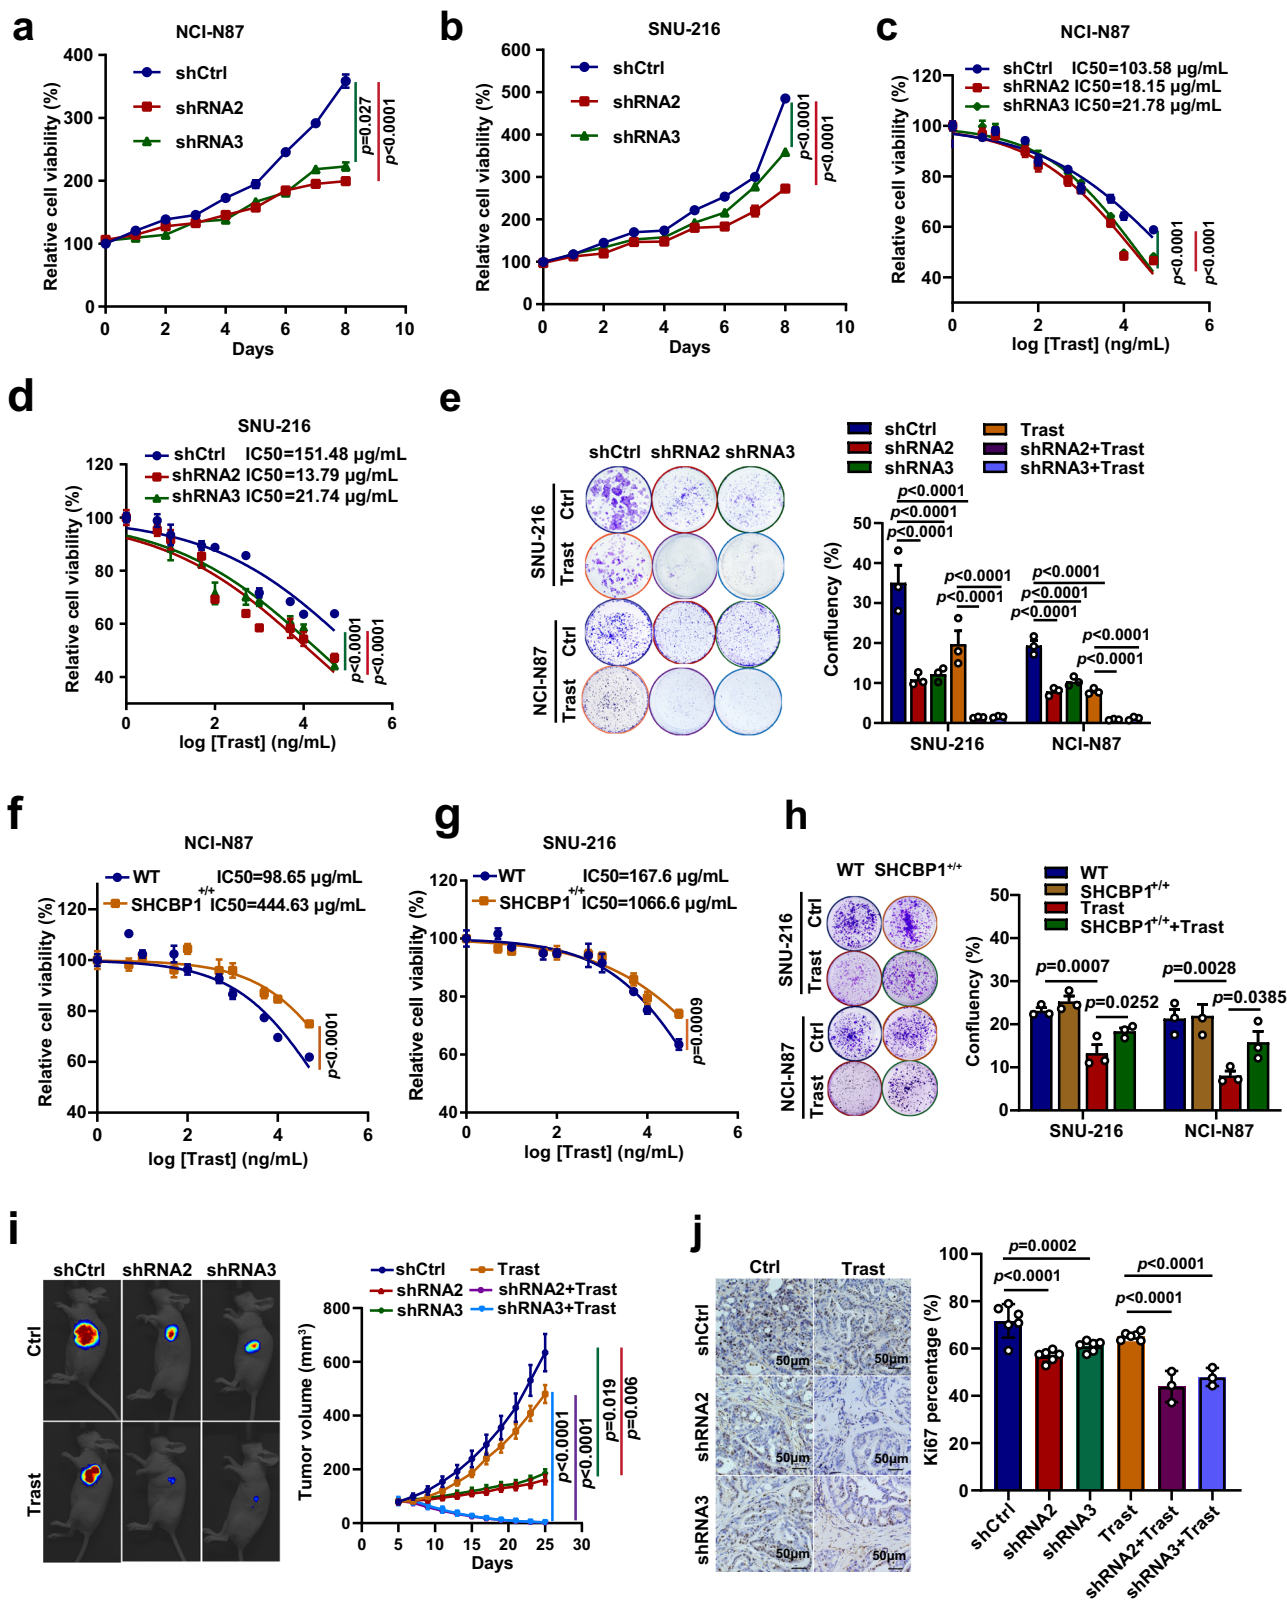 a
NCI-N87
Relative cell viability (%)
400
300
200
100
0
0 2 4 6 8 10
Days
shCtrl
shRNA2
shRNA3
p=0.027
p<0.0001
b
SNU-216
Relative cell viability (%)
600
500
400
300
200
100
0
0 2 4 6 8 10
Days
shCtrl
shRNA2
shRNA3
p<0.0001
p<0.0001
c
NCI-N87
shCtrl IC50=103.58 μg/mL
shRNA2 IC50=18.15 μg/mL
shRNA3 IC50=21.78 μg/mL
Relative cell viability (%)
120
100
80
60
40
0 2 4 6
log [Trast] (ng/mL)
p<0.0001
p<0.0001
d
SNU-216
shCtrl IC50=151.48 μg/mL
shRNA2 IC50=13.79 μg/mL
shRNA3 IC50=21.74 μg/mL
Relative cell viability (%)
120
100
80
60
40
0 2 4 6
log [Trast] (ng/mL)
p<0.0001
p<0.0001
e
shCtrl shRNA2 shRNA3
SNU-216
Ctrl
Trast
NCI-N87
Ctrl
Trast
shCtrl
shRNA2
shRNA3
Trast
shRNA2+Trast
shRNA3+Trast
Confluency (%)
50
40
30
20
10
0
p<0.0001
p<0.0001
p<0.0001
p<0.0001
p<0.0001
p<0.0001
p<0.0001
p<0.0001
p<0.0001
p<0.0001
SNU-216 NCI-N87
f
NCI-N87
WT IC50=98.65 μg/mL
SHCBP1+/+ IC50=444.63 μg/mL
Relative cell viability (%)
120
100
80
60
40
0 2 4 6
log [Trast] (ng/mL)
p<0.0001
g
SNU-216
WT IC50=167.6 μg/mL
SHCBP1+/+ IC50=1066.6 μg/mL
Relative cell viability (%)
120
100
80
60
40
0 2 4 6
log [Trast] (ng/mL)
p=0.0009
h
WT SHCBP1+/+
SNU-216
Ctrl
Trast
NCI-N87
Ctrl
Trast
WT
SHCBP1+/+
Trast
SHCBP1+/++Trast
Confluency (%)
50
40
30
20
10
0
p=0.0007
p=0.0252
p=0.0028
p=0.0385
SNU-216 NCI-N87
i
shCtrl shRNA2 shRNA3
Ctrl
Trast
shCtrl
shRNA2
shRNA3
Trast
shRNA2+Trast
shRNA3+Trast
Tumor volume (mm3)
800
600
400
200
0
0 5 10 15 20 25 30
Days
p<0.0001
p<0.0001
p=0.019
p=0.006
j
Ctrl Trast
shCtrl
50μm 50μm
shRNA2
50μm 50μm
shRNA3
50μm 50μm
Ki67 percentage (%)
100
80
60
40
20
0
p=0.0002
p<0.0001
p<0.0001
p<0.0001
shCtrl
shRNA2
shRNA3
Trast
shRNA2+Trast
shRNA3+Trast